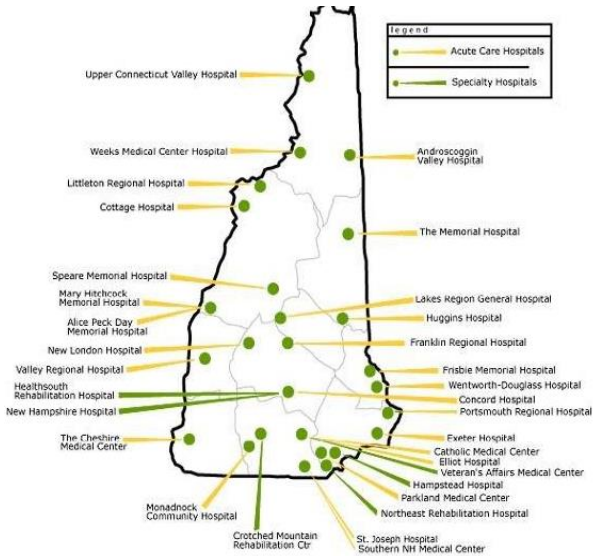 legend
Acute Care Hospitals
Specialty Hospitals
Upper Connecticut Valley Hospital
Weeks Medical Center Hospital
Androscoggin
Valley Hospital
Littleton Regional Hospital
Cottage Hospital
The Memorial Hospital
Speare Memorial Hospital
Mary Hitchcock
Memorial Hospital
Alice Peck Day
Memorial Hospital
Lakes Region General Hospital
Huggins Hospital
New London Hospital
Franklin Regional Hospital
Valley Regional Hospital
Frisbie Memorial Hospital
Healthsouth
Rehabilitation Hospital
Wentworth-Douglass Hospital
Concord Hospital
New Hampshire Hospital
Portsmouth Regional Hospital
The Cheshire
Medical Center
Exeter Hospital
Catholic Medical Center
Elliot Hospital
Veteran's Affairs Medical Center
Hampstead Hospital
Parkland Medical Center
Northeast Rehabilitation Hospital
Monadnock
Community Hospital
Crotched Mountain
Rehabilitation Ctr
St. Joseph Hospital
Southern NH Medical Center